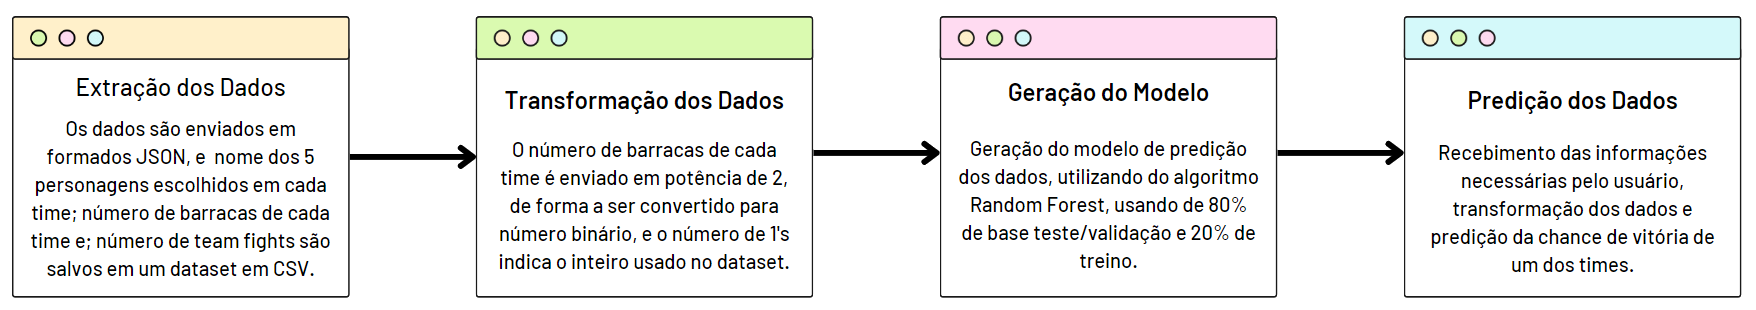 Extração dos Dados
Os dados são enviados em
formados JSON, e  nome dos 5
personagens escolhidos em cada
time; número de barracas de cada
time e; número de team fights são
salvos em um dataset em CSV.
Transformação dos Dados
O número de barracas de cada
time é enviado em potência de 2,
de forma a ser convertido para
número binário, e o número de 1's
indica o inteiro usado no dataset.
Geração do Modelo
Geração do modelo de predição
dos dados, utilizando do algoritmo
Random Forest, usando de 80%
de base teste/validação e 20% de
treino.
Predição dos Dados
Recebimento das informações
necessárias pelo usuário,
transformação dos dados e
predição da chance de vitória de
um dos times.